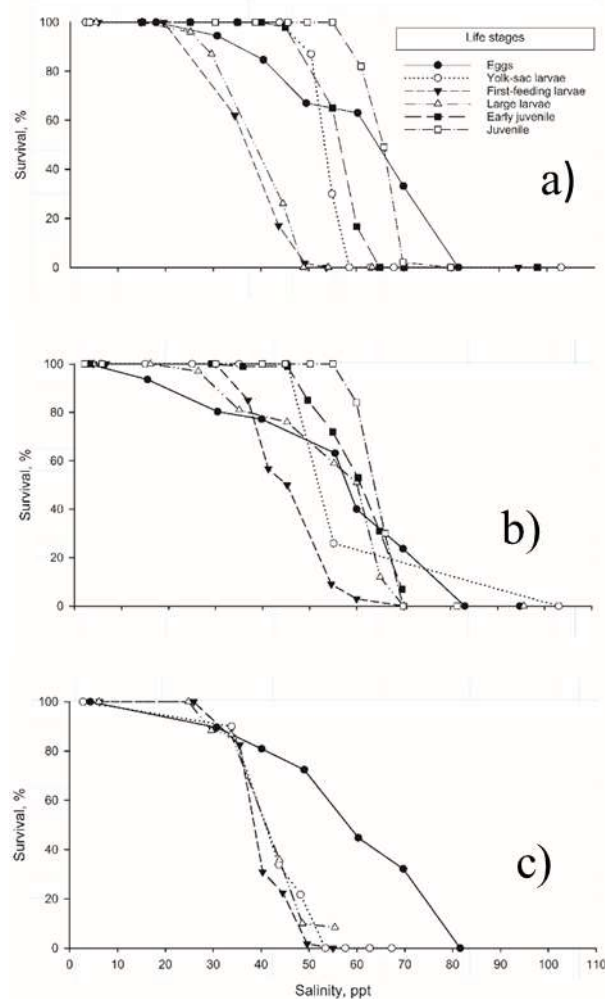 Life stages
Eggs
Yolk-sac larvae
First-feeding larvae
Large larvae
Early juvenile
Juvenile
100
80
60
40
20
0
Survival, %
a)
100
80
60
40
20
0
Survival, %
b)
100
80
60
40
20
0
Survival, %
c)
0 10 20 30 40 50 60 70 80 90 100 110
Salinity, ppt